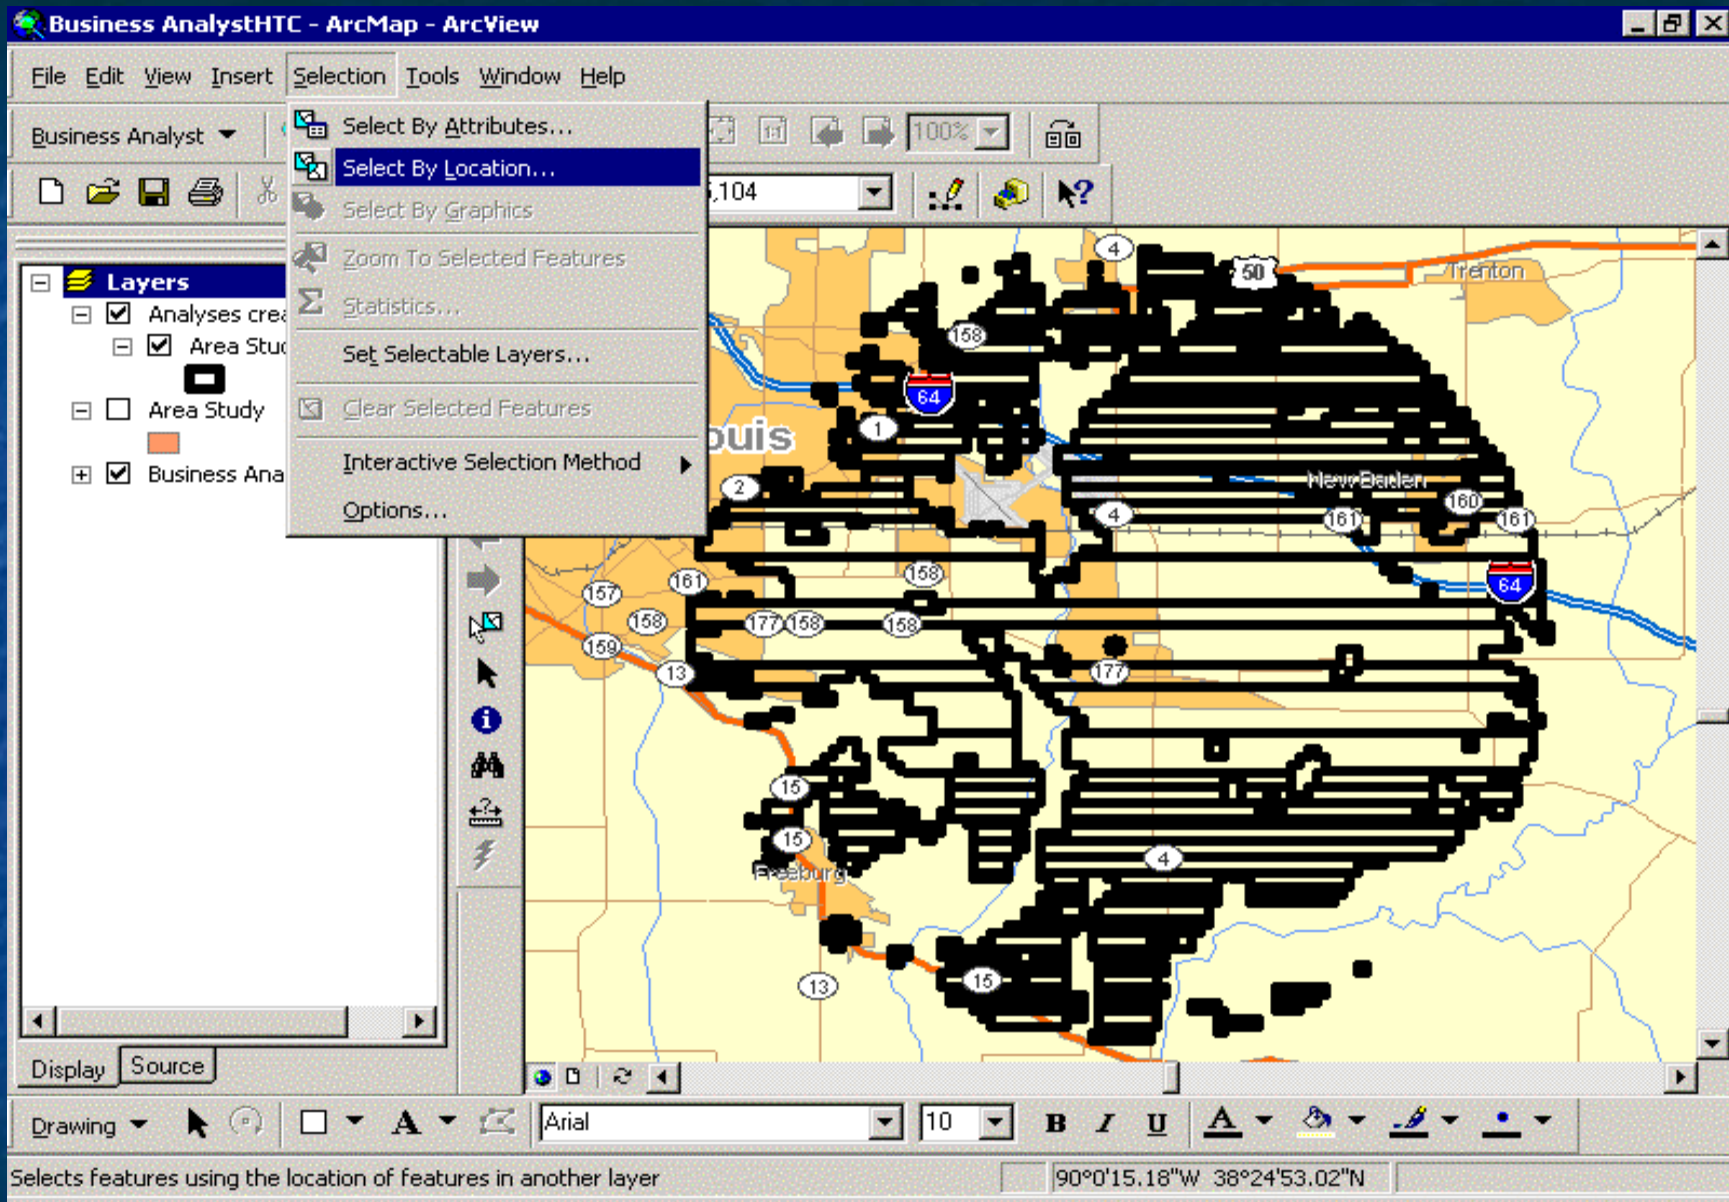 Business AnalystHTC - ArcMap - ArcView
File Edit View Insert Selection Tools Window Help
Business Analyst
1:1
100%
,104
Select By Attributes...
Select By Location...
Select By Graphics
Zoom To Selected Features
Statistics...
Set Selectable Layers...
Clear Selected Features
Interactive Selection Method
Options...
Layers
Analyses crea
Area Stud
Area Study
Business Ana
Display Source
4
50
Trenton
158
64
1
ouis
2
New Baden
160
4
161
161
158
161
64
157
158
177
158
158
159
13
177
15
15
4
Freeburg
15
13
Drawing
A
Arial
10
B I U
A
Selects features using the location of features in another layer
90°0'15.18"W 38°24'53.02"N